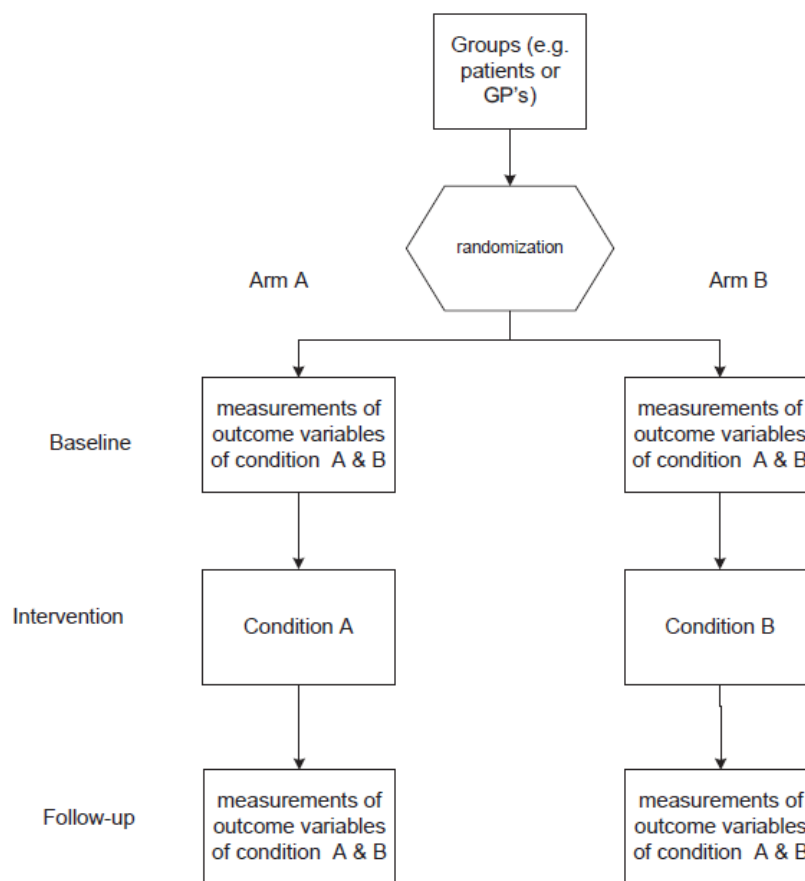 Groups (e.g.
patients or
GP's)
randomization
Arm A
Arm B
Baseline
measurements of
outcome variables
of condition A & B
measurements of
outcome variables
of condition A & B
Intervention
Condition A
Condition B
Follow-up
measurements of
outcome variables
of condition A & B
measurements of
outcome variables
of condition A & B